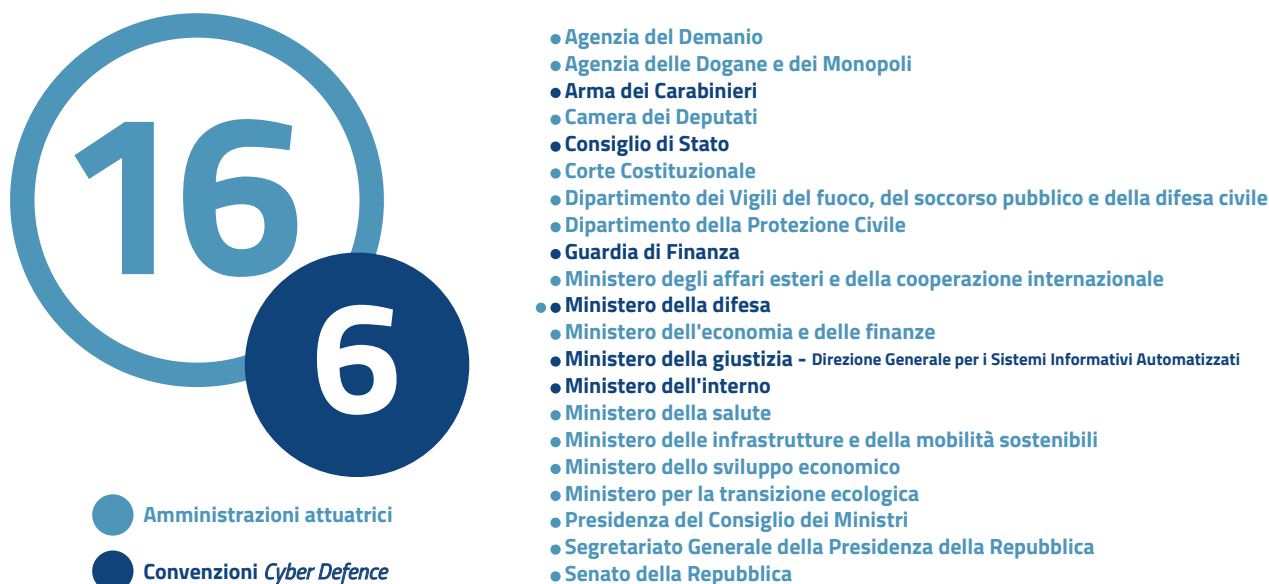 16
6
Amministrazioni attuatrici
Convenzioni Cyber Defence
Agenzia del Demanio
Agenzia delle Dogane e dei Monopoli
Arma dei Carabinieri
Camera dei Deputati
Consiglio di Stato
Corte Costituzionale
Dipartimento dei Vigili del fuoco, del soccorso pubblico e della difesa civile
Dipartimento della Protezione Civile
Guardia di Finanza
Ministero degli affari esteri e della cooperazione internazionale
Ministero della difesa
Ministero dell'economia e delle finanze
Ministero della giustizia - Direzione Generale per i Sistemi Informativi Automatizzati
Ministero dell'interno
Ministero della salute
Ministero delle infrastrutture e della mobilità sostenibili
Ministero dello sviluppo economico
Ministero per la transizione ecologica
Presidenza del Consiglio dei Ministri
Segretariato Generale della Presidenza della Repubblica
Senato della Repubblica